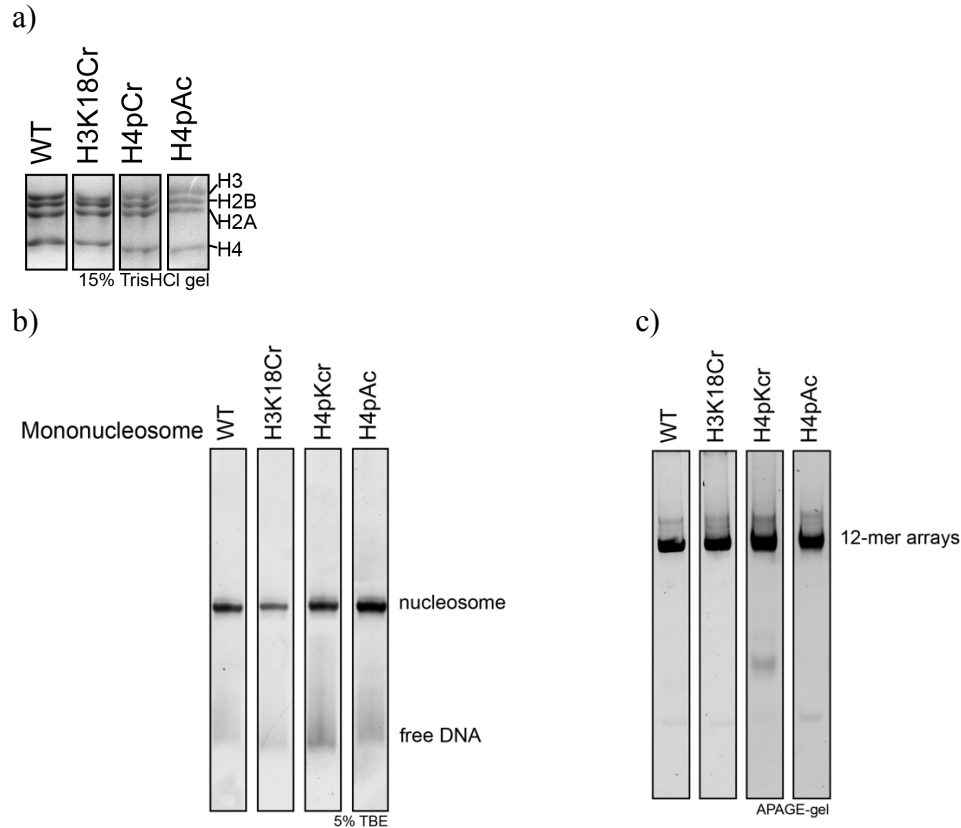 a)
WT
H3K18Cr
H4pCr
H4pAc
H3
H2B
H2A
H4
15% TrisHCl gel
b)
Mononucleosome
WT
H3K18Cr
H4pKcr
H4pAc
nucleosome
free DNA
5% TBE
c)
WT
H3K18Cr
H4pKcr
H4pAc
12-mer arrays
APAGE-gel